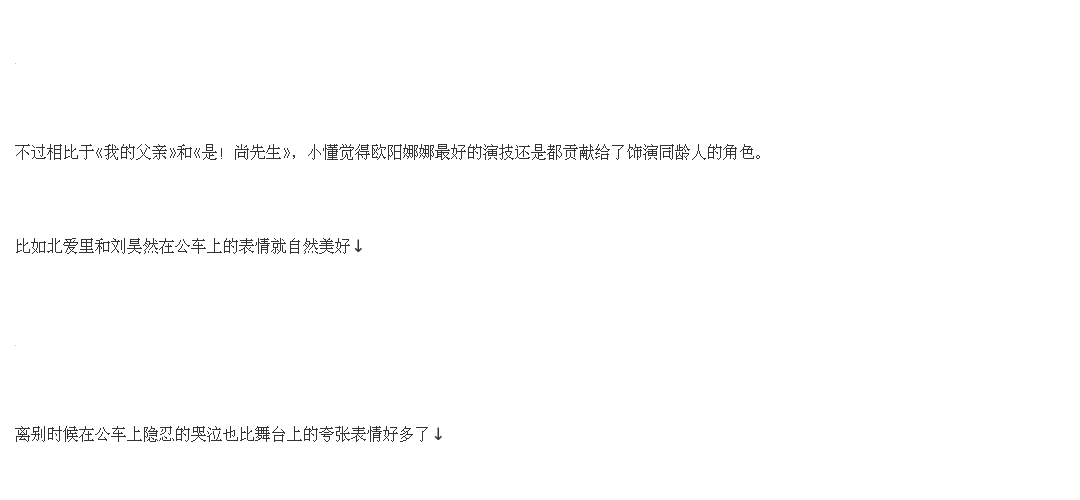 不过相比于《我的父亲》和《是！尚先生》，小懂觉得欧阳娜娜最好的演技还是都贡献给了饰演同龄人的角色。
比如北爱里和刘昊然在公车上的表情就自然美好↓
离别时候在公车上隐忍的哭泣也比舞台上的夸张表情好多了↓